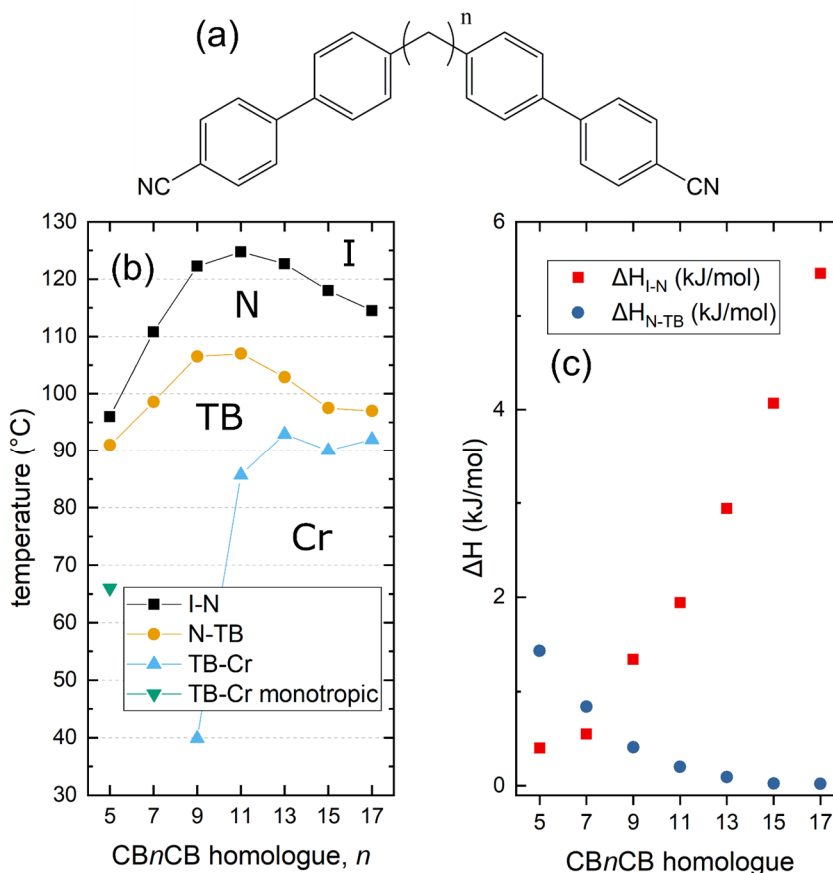 (a)
n
NC
CN
130
120
110
100
90
80
70
60
50
40
30
temperature (°C)
(b)
I
N
TB
Cr
I-N
N-TB
TB-Cr
TB-Cr monotropic
5 7 9 11 13 15 17
CBnCB homologue, n
6
4
2
0
ΔH (kJ/mol)
ΔH_I-N (kJ/mol)
ΔH_N-TB (kJ/mol)
(c)
5 7 9 11 13 15 17
CBnCB homologue